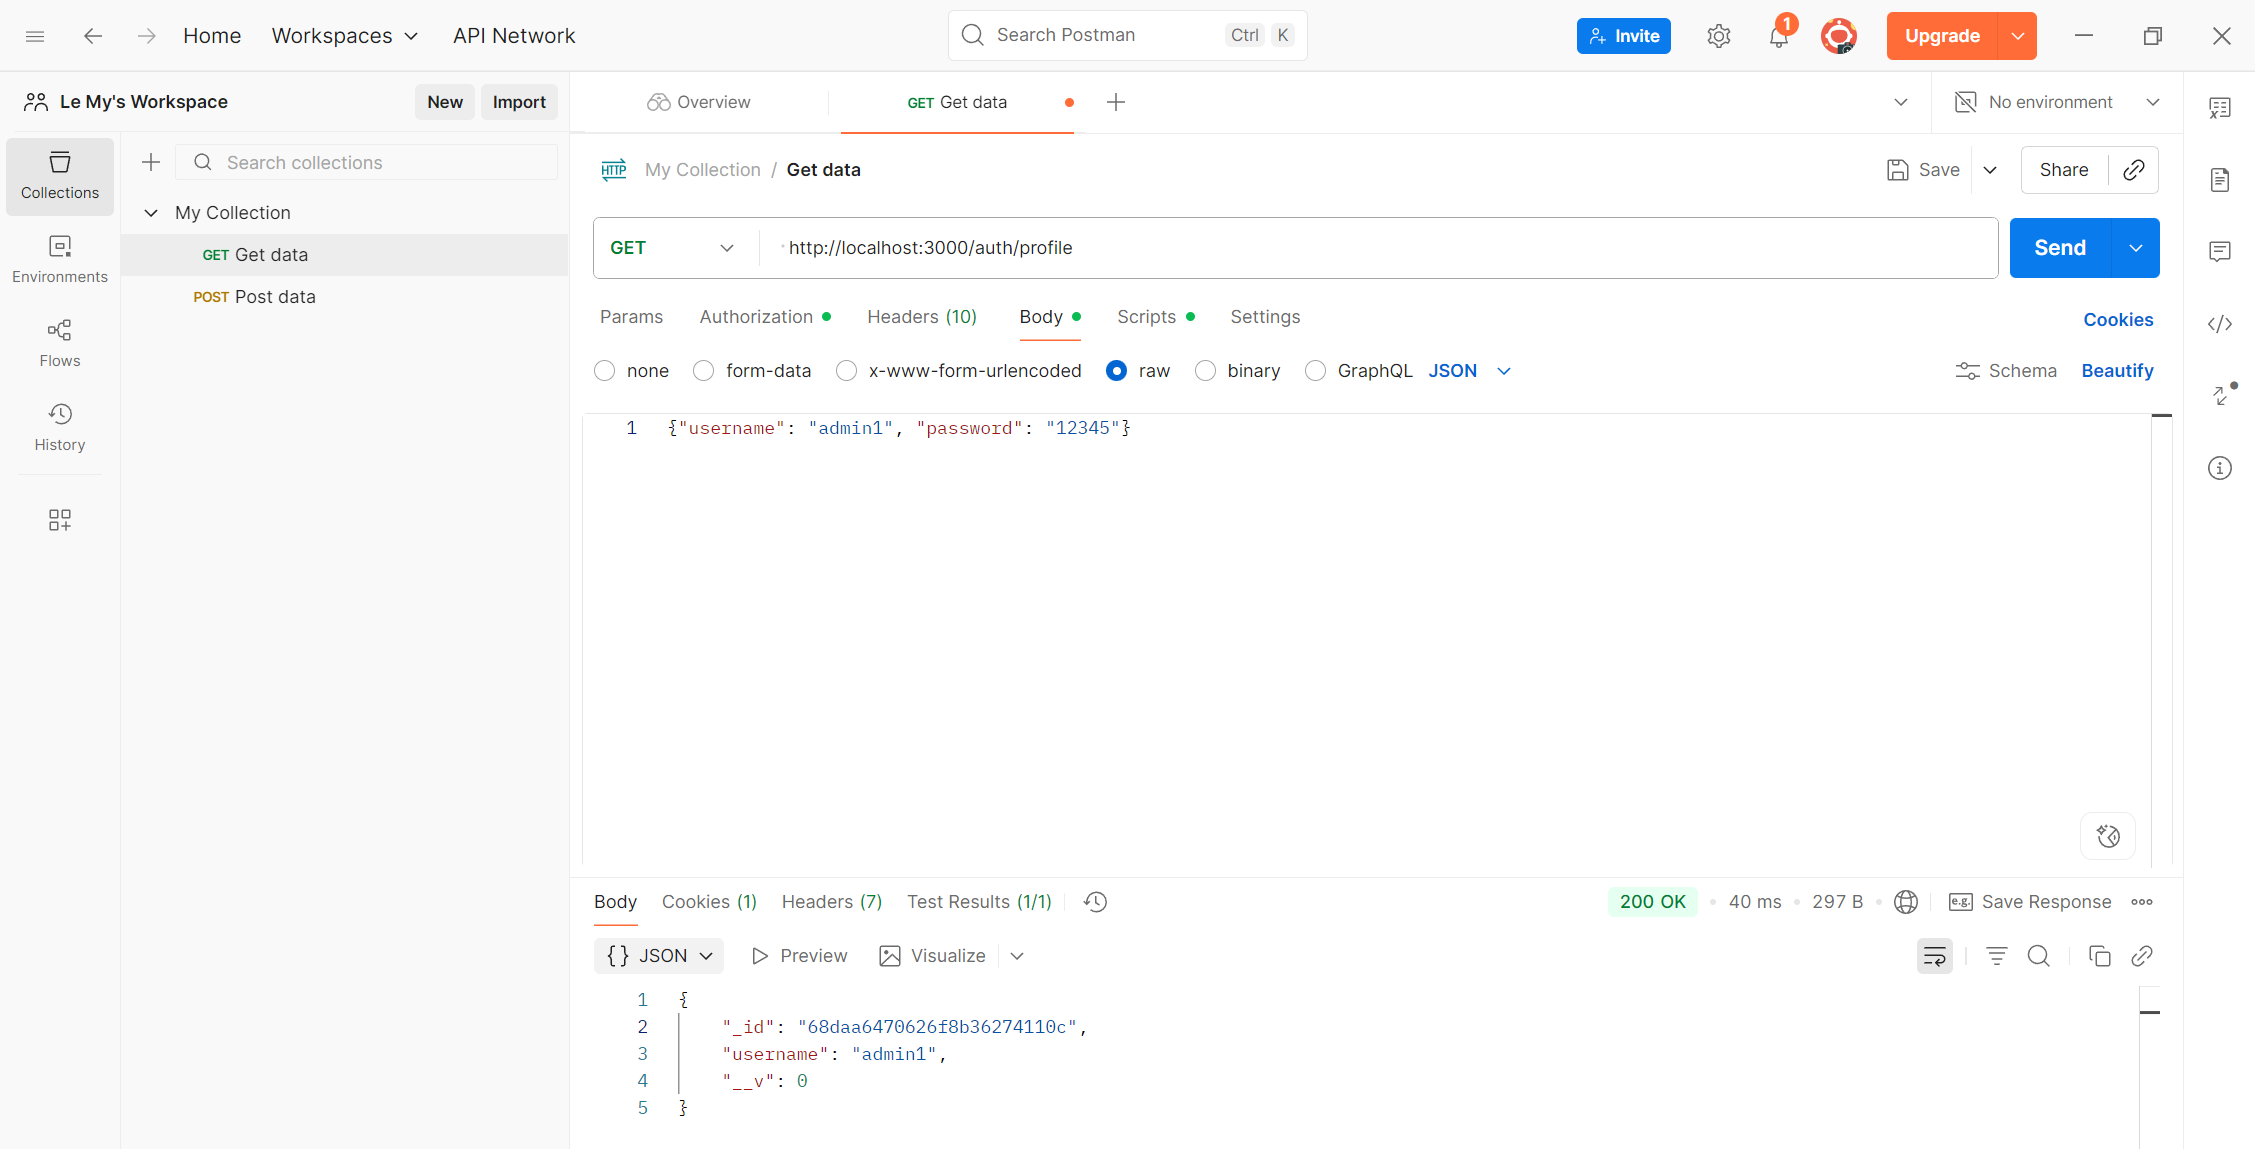 Home Workspaces API Network Search Postman Ctrl K Invite 1 Upgrade
Le My's Workspace New Import
Overview GET Get data No environment
Collections
Environments
Flows
History
Search collections
My Collection
GET Get data
POST Post data
HTTP My Collection / Get data Save Share
GET http://localhost:3000/auth/profile Send
Params Authorization Headers (10) Body Scripts Settings Cookies
none form-data x-www-form-urlencoded raw binary GraphQL JSON Schema Beautify
1 {"username": "admin1", "password": "12345"}
Body Cookies (1) Headers (7) Test Results (1/1) 200 OK • 40 ms • 297 B • e.g. Save Response
{} JSON Preview Visualize
1 {
2 "_id": "68daa6470626f8b36274110c",
3 "username": "admin1",
4 "__v": 0
5 }